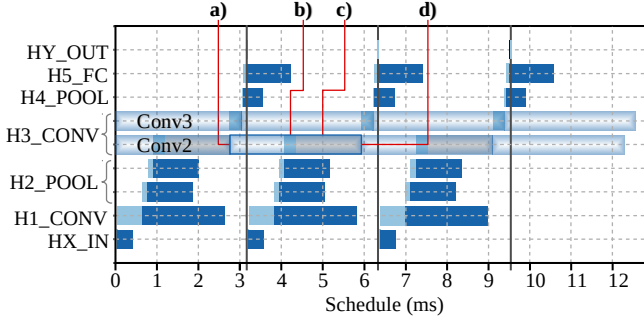 a) b) c) d)
HY_OUT
H5_FC
H4_POOL
Conv3
H3_CONV
Conv2
H2_POOL
H1_CONV
HX_IN
0 1 2 3 4 5 6 7 8 9 10 11 12
Schedule (ms)